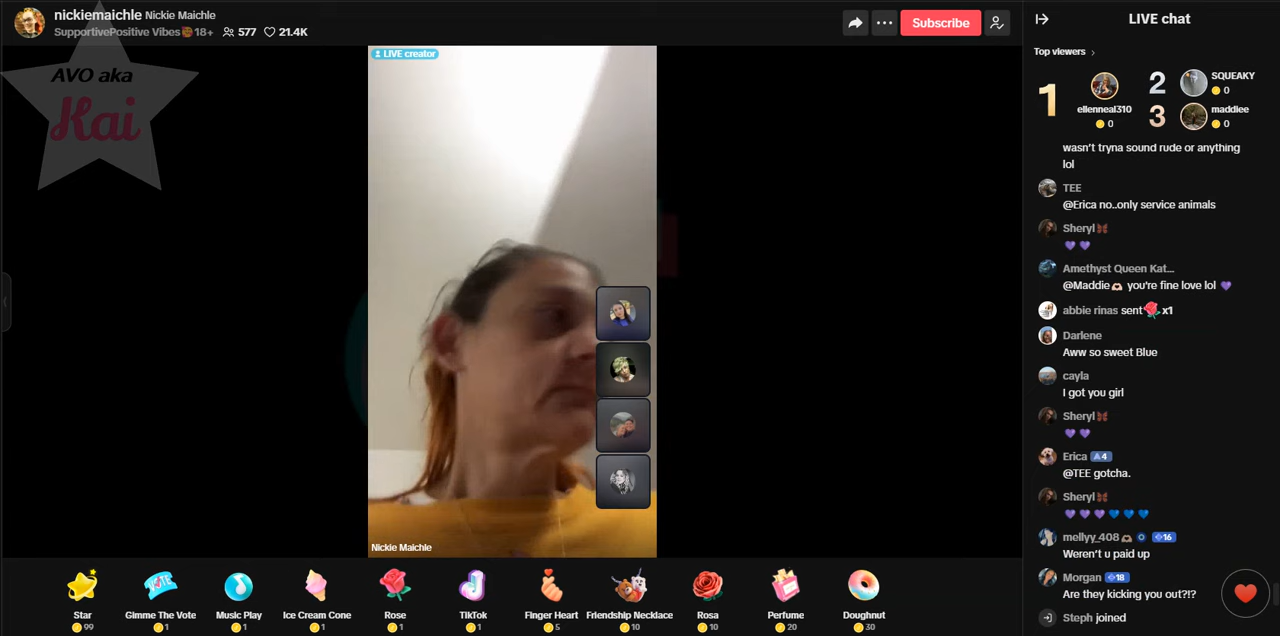 nickiemaichle Nickie Maichle
SupportivePositive Vibes 18+ 577 21.4K
Subscribe
AVO aka
Kai
LIVE creator
Nickie Maichle
Star
99
Gimme The Vote
1
Music Play
1
Ice Cream Cone
1
Rose
1
TikTok
1
Finger Heart
5
Friendship Necklace
10
Rosa
10
Perfume
20
Doughnut
30
LIVE chat
Top viewers
1
ellenneal310
0
2
SQUEAKY
0
3
maddlee
0
wasn't tryna sound rude or anything
lol
TEE
@Erica no..only service animals
Sheryl
Amethyst Queen Kat...
@Maddie you're fine love lol
abbie rinas sent x1
Darlene
Aww so sweet Blue
cayla
I got you girl
Sheryl
Erica 4
@TEE gotcha.
Sheryl
mellyy_408 16
Weren't u paid up
Morgan 18
Are they kicking you out?!?
Steph joined